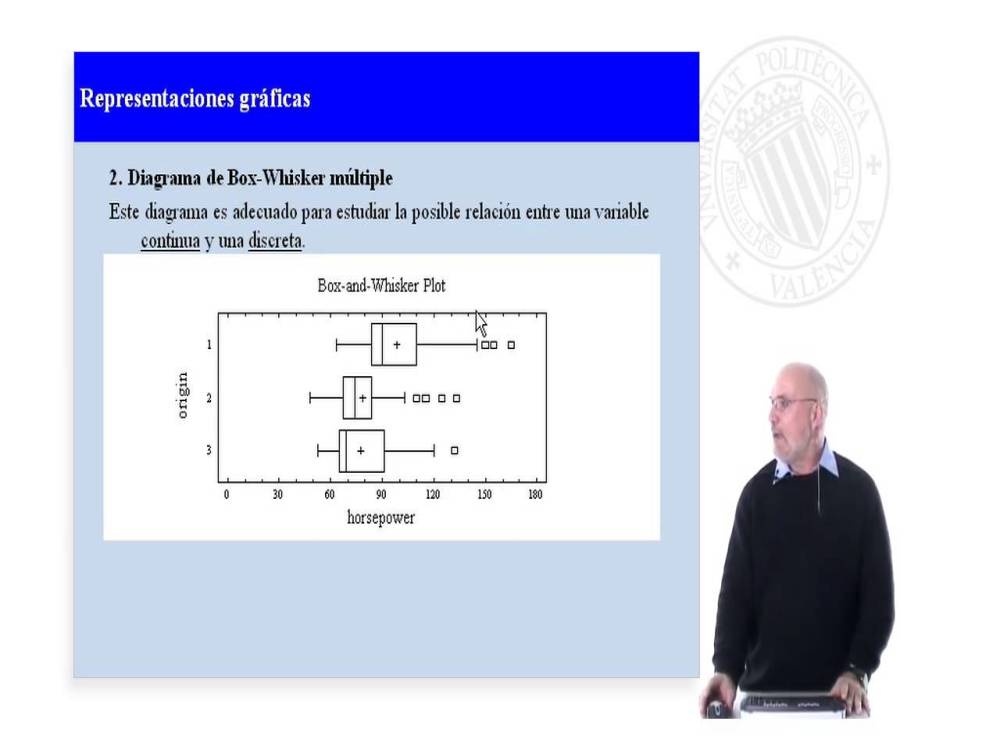 Representaciones gráficas
2. Diagrama de Box-Whisker múltiple
Este diagrama es adecuado para estudiar la posible relación entre una variable
continua y una discreta.
Box-and-Whisker Plot
origin
1
2
3
0 30 60 90 120 150 180
horsepower
UNIVERSITAT POLITÈCNICA
VALÈNCIA